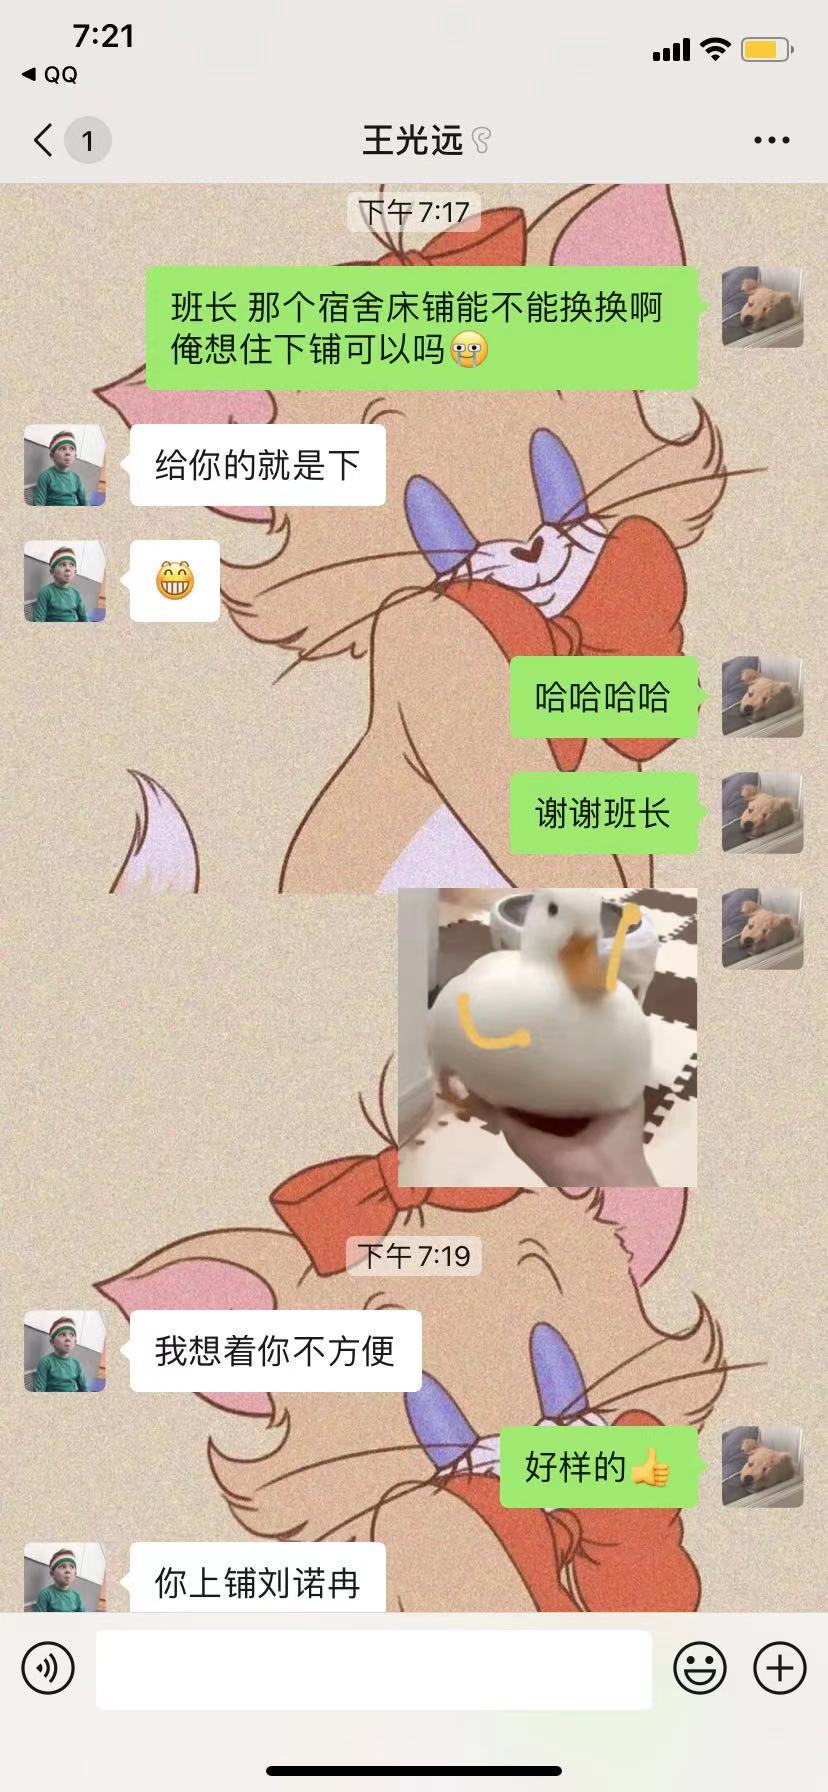 7:21
QQ
1
王光远
下午 7:17
班长 那个宿舍床铺能不能换换啊
俺想住下铺可以吗
给你的就是下
哈哈哈哈
谢谢班长
下午 7:19
我想着你不方便
好样的
你上铺刘诺冉